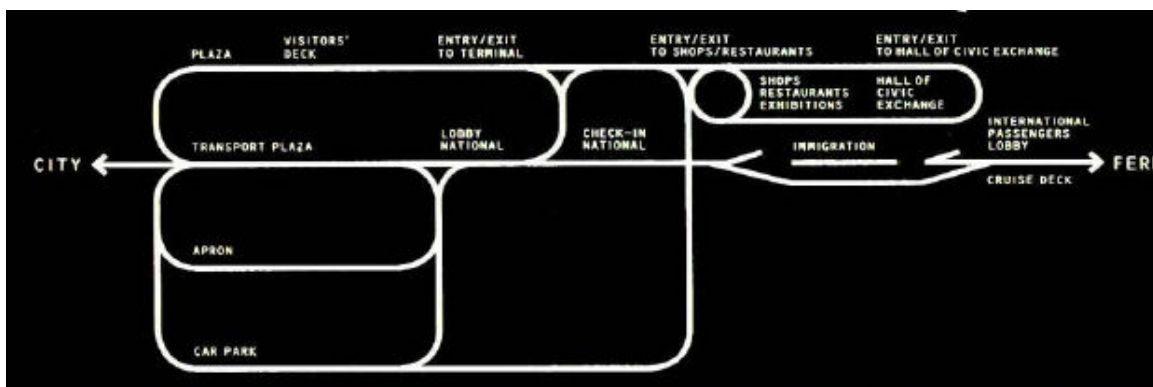 VISITORS'
DECK
PLAZA
ENTRY/EXIT
TO TERMINAL
ENTRY/EXIT
TO SHOPS/RESTAURANTS
ENTRY/EXIT
TO HALL OF CIVIC EXCHANGE
SHOPS
RESTAURANTS
EXHIBITIONS
HALL OF
CIVIC
EXCHANGE
CITY
TRANSPORT PLAZA
LOBBY
NATIONAL
CHECK-IN
NATIONAL
IMMIGRATION
INTERNATIONAL
PASSENGERS
LOBBY
FERR
CRUISE DECK
APRON
CAR PARK